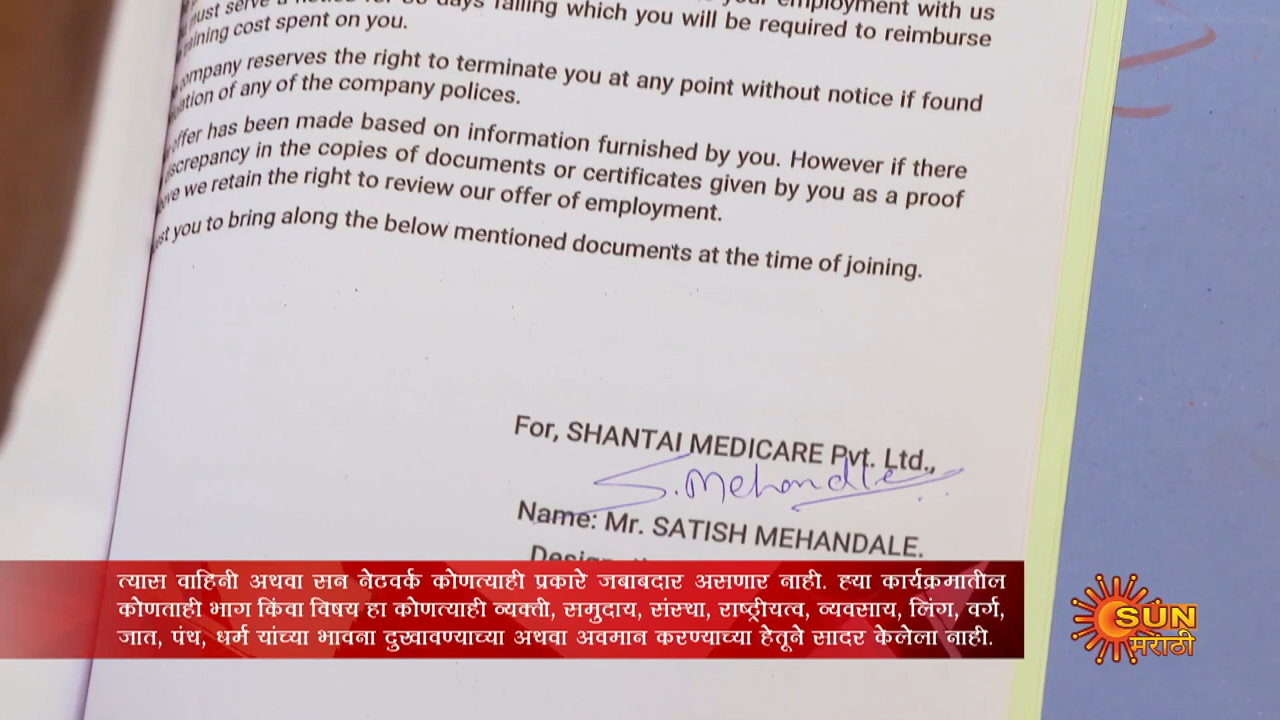 employment with us
must serve a notice for days failing which you will be required to reimburse
training cost spent on you.
company reserves the right to terminate you at any point without notice if found
of any of the company polices.
offer has been made based on information furnished by you. However if there
discrepancy in the copies of documents or certificates given by you as a proof
we retain the right to review our offer of employment.
you to bring along the below mentioned documents at the time of joining.
For, SHANTAI MEDICARE Pvt. Ltd.,
S. Mehandle
Name: Mr. SATISH MEHANDALE.
त्यास वाहिनी अथवा सन नेटवर्क कोणत्याही प्रकारे जबाबदार असणार नाही. ह्या कार्यक्रमातील
कोणताही भाग किंवा विषय हा कोणत्याही व्यक्ती, समुदाय, संस्था, राष्ट्रीयत्व, व्यवसाय, लिंग, वर्ग,
जात, पंथ, धर्म यांच्या भावना दुखावण्याच्या अथवा अवमान करण्याच्या हेतूने सादर केलेला नाही.
SUN
मराठी